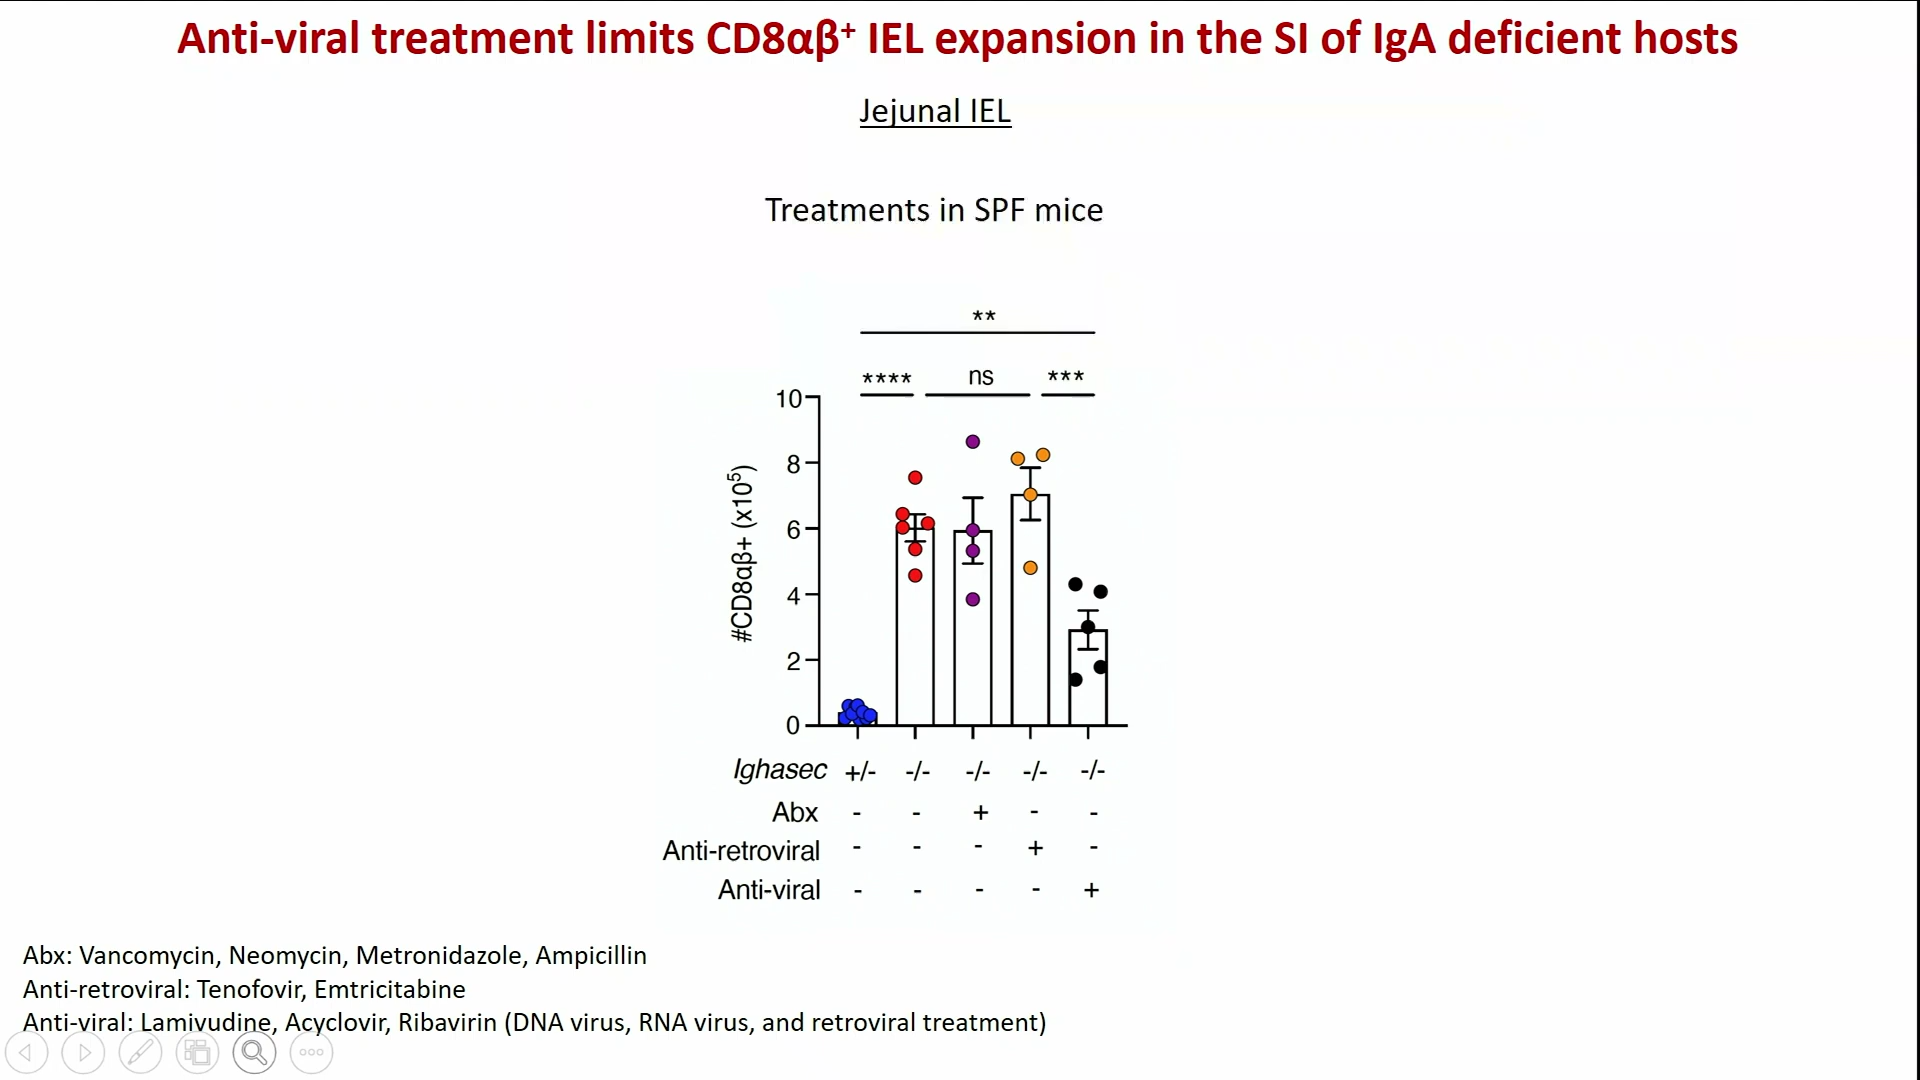 Anti-viral treatment limits CD8αβ⁺ IEL expansion in the SI of IgA deficient hosts
Jejunal IEL
Treatments in SPF mice
**
**** ns ***
10
8
6
4
2
0
#CD8αβ+ (x10⁵)
Ighasec +/- -/- -/- -/- -/-
Abx - - + - -
Anti-retroviral - - - + -
Anti-viral - - - - +
Abx: Vancomycin, Neomycin, Metronidazole, Ampicillin
Anti-retroviral: Tenofovir, Emtricitabine
Anti-viral: Lamivudine, Acyclovir, Ribavirin (DNA virus, RNA virus, and retroviral treatment)